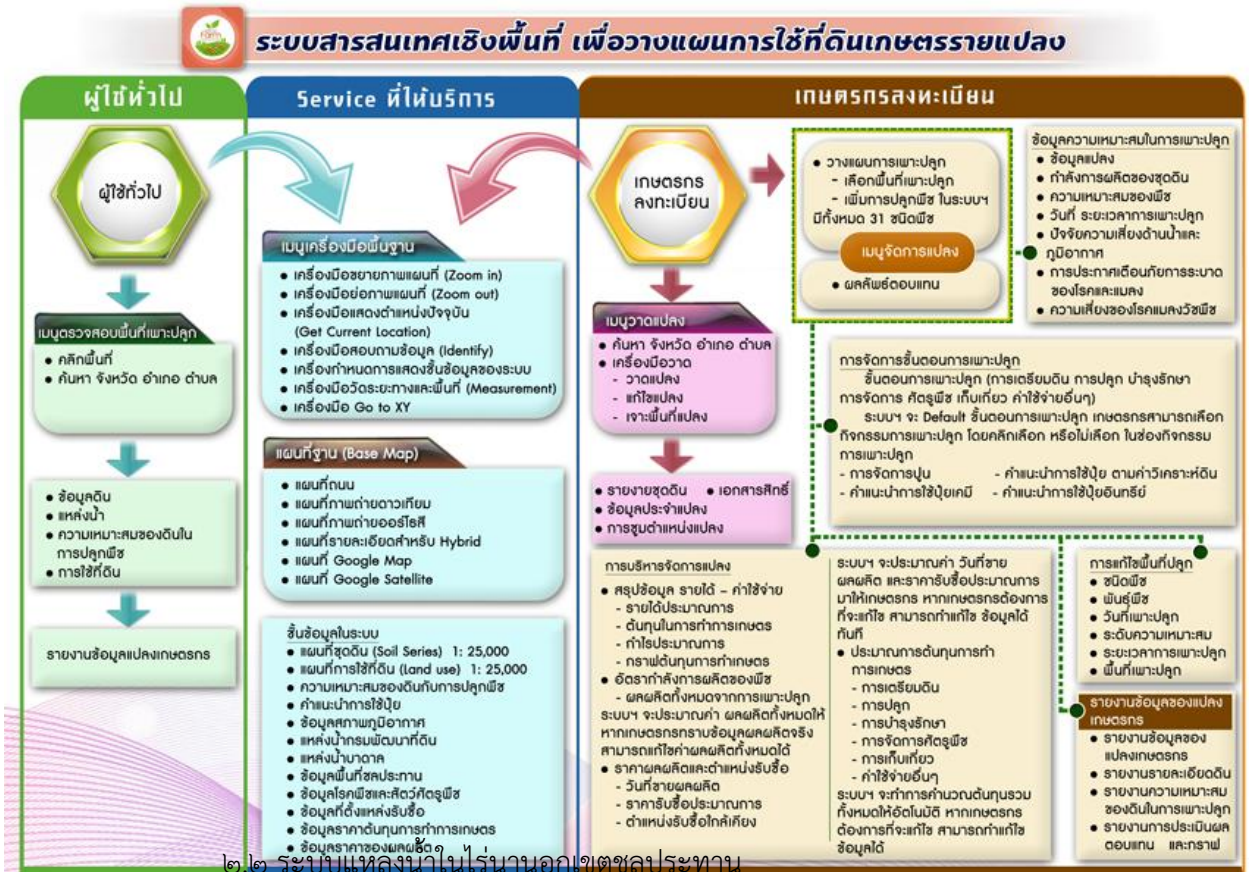 Farm
ระบบสารสนเทศเชิงพื้นที่ เพื่อวางแผนการใช้ที่ดินเกษตรรายแปลง
ผู้ใช้ทั่วไป
ผู้ใช้ทั่วไป
เมนูตรวจสอบพื้นที่เพาะปลูก
● คลิกพื้นที่
● ค้นหา จังหวัด อำเภอ ตำบล
● ข้อมูลดิน
● แหล่งน้ำ
● ความเหมาะสมของดินใน
การปลูกพืช
● การใช้ที่ดิน
รายงานข้อมูลแปลงเกษตรกร
Service ที่ให้บริการ
เมนูเครื่องมือพื้นฐาน
● เครื่องมือขยายภาพแผนที่ (Zoom in)
● เครื่องมือย่อภาพแผนที่ (Zoom out)
● เครื่องมือแสดงตำแหน่งปัจจุบัน
(Get Current Location)
● เครื่องมือสอบถามข้อมูล (Identify)
● เครื่องกำหนดการแสดงชั้นข้อมูลของระบบ
● เครื่องมือวัดระยะทางและพื้นที่ (Measurement)
● เครื่องมือ Go to XY
แผนที่ฐาน (Base Map)
● แผนที่ถนน
● แผนที่ภาพถ่ายดาวเทียม
● แผนที่ภาพถ่ายออร์โธสี
● แผนที่รายละเอียดสำหรับ Hybrid
● แผนที่ Google Map
● แผนที่ Google Satellite
ชั้นข้อมูลในระบบ
● แผนที่ชุดดิน (Soil Series) 1: 25,000
● แผนที่การใช้ที่ดิน (Land use) 1: 25,000
● ความเหมาะสมของดินกับการปลูกพืช
● คำแนะนำการใช้ปุ๋ย
● ข้อมูลสภาพภูมิอากาศ
● แหล่งน้ำกรมพัฒนาที่ดิน
● แหล่งน้ำบาดาล
● ข้อมูลพื้นที่ชลประทาน
● ข้อมูลโรคพืชและสัตว์ศัตรูพืช
● ข้อมูลที่ตั้งแหล่งรับซื้อ
● ข้อมูลราคาต้นทุนการทำการเกษตร
● ข้อมูลราคาของผลผลิต
เกษตรกรลงทะเบียน
เกษตรกร
ลงทะเบียน
เมนูวาดแปลง
● ค้นหา จังหวัด อำเภอ ตำบล
● เครื่องมือวาด
- วาดแปลง
- แก้ไขแปลง
- เจาะพื้นที่แปลง
● รายงายชุดดิน ● เอกสารสิทธิ์
● ข้อมูลประจำแปลง
● การซูมตำแหน่งแปลง
● วางแผนการเพาะปลูก
- เลือกพื้นที่เพาะปลูก
- เพิ่มการปลูกพืช ในระบบฯ
มีทั้งหมด 31 ชนิดพืช
เมนูจัดการแปลง
● ผลลัพธ์ตอบแทน
ข้อมูลความเหมาะสมในการเพาะปลูก
● ข้อมูลแปลง
● กำลังการผลิตของชุดดิน
● ความเหมาะสมของพืช
● วันที่ ระยะเวลาการเพาะปลูก
● ปัจจัยความเสี่ยงด้านน้ำและ
ภูมิอากาศ
● การประกาศเตือนภัยการระบาด
ของโรคและแมลง
● ความเสี่ยงของโรคแมลงวัชพืช
การจัดการขั้นตอนการเพาะปลูก
ขั้นตอนการเพาะปลูก (การเตรียมดิน การปลูก บำรุงรักษา
การจัดการ ศัตรูพืช เก็บเกี่ยว ค่าใช้จ่ายอื่นๆ)
ระบบฯ จะ Default ขั้นตอนการเพาะปลูก เกษตรกรสามารถเลือก
กิจกรรมการเพาะปลูก โดยคลิกเลือก หรือไม่เลือก ในช่องกิจกรรม
การเพาะปลูก
- การจัดการปูน - คำแนะนำการใช้ปุ๋ย ตามค่าวิเคราะห์ดิน
- คำแนะนำการใช้ปุ๋ยเคมี - คำแนะนำการใช้ปุ๋ยอินทรีย์
การบริหารจัดการแปลง
● สรุปข้อมูล รายได้ – ค่าใช้จ่าย
- รายได้ประมาณการ
- ต้นทุนในการทำการเกษตร
- กำไรประมาณการ
- กราฟต้นทุนการทำเกษตร
● อัตรากำลังการผลิตของพืช
- ผลผลิตทั้งหมดจากการเพาะปลูก
ระบบฯ จะประมาณค่า ผลผลิตทั้งหมดให้
หากเกษตรกรทราบข้อมูลผลผลิตจริง
สามารถแก้ไขค่าผลผลิตทั้งหมดได้
● ราคาผลผลิตและตำแหน่งรับซื้อ
- วันที่ขายผลผลิต
- ราคารับซื้อประมาณการ
- ตำแหน่งรับซื้อใกล้เคียง
ระบบฯ จะประมาณค่า วันที่ขาย
ผลผลิต และราคารับซื้อประมาณการ
มาให้เกษตรกร หากเกษตรกรต้องการ
ที่จะแก้ไข สามารถทำแก้ไข ข้อมูลได้
ทันที
● ประมาณการต้นทุนการทำ
การเกษตร
- การเตรียมดิน
- การปลูก
- การบำรุงรักษา
- การจัดการศัตรูพืช
- การเก็บเกี่ยว
- ค่าใช้จ่ายอื่นๆ
ระบบฯ จะทำการคำนวณต้นทุนรวม
ทั้งหมดให้อัตโนมัติ หากเกษตรกร
ต้องการที่จะแก้ไข สามารถทำแก้ไข
ข้อมูลได้
การแก้ไขพื้นที่ปลูก
● ชนิดพืช
● พันธุ์พืช
● วันที่เพาะปลูก
● ระดับความเหมาะสม
● ระยะเวลาการเพาะปลูก
● พื้นที่เพาะปลูก
รายงานข้อมูลของแปลง
เกษตรกร
● รายงานข้อมูลของ
แปลงเกษตรกร
● รายงานรายละเอียดดิน
● รายงานความเหมาะสม
ของดินในการเพาะปลูก
● รายงานการประเมินผล
ตอบแทน และกราฟ
๒.๒ ระบบแหล่งน้ำในไร่นานอกเขตชลประทาน